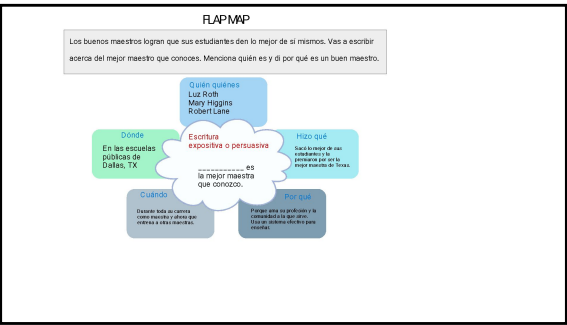 FLAP MAP
Los buenos maestros logran que sus estudiantes den lo mejor de sí mismos. Vas a escribir
acerca del mejor maestro que conoces. Menciona quién es y di por qué es un buen maestro.
Quién quiénes
Luz Roth
Mary Higgins
Robert Lane
Dónde
En las escuelas
públicas de
Dallas, TX
Escritura
expositiva o persuasiva
___________ es
la mejor maestra
que conozco.
Hizo qué
Sacó lo mejor de sus
estudiantes y la
premiaron por ser la
mejor maestra de Texas.
Cuándo
Durante toda su carrera
como maestra y ahora que
entrena a otras maestras.
Por qué
Porque ama su profesión y la
comunidad a la que sirve.
Usa un sistema efectivo para
enseñar.